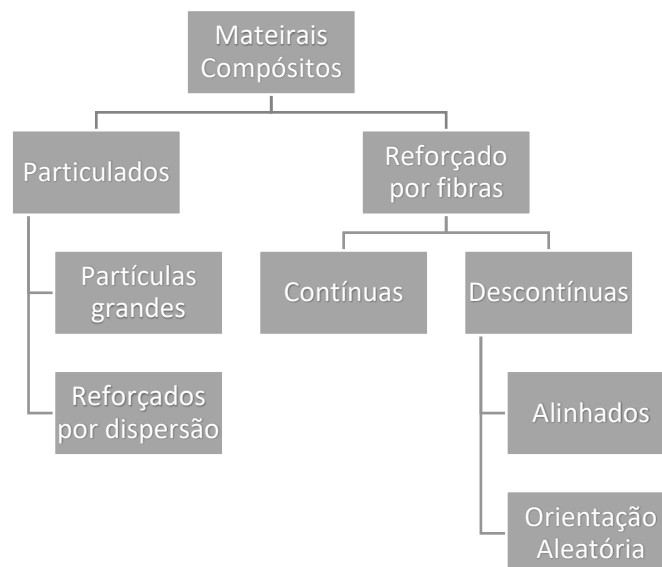 Mateirais
Compósitos
Particulados
Reforçado
por fibras
Partículas
grandes
Contínuas
Descontínuas
Reforçados
por dispersão
Alinhados
Orientação
Aleatória